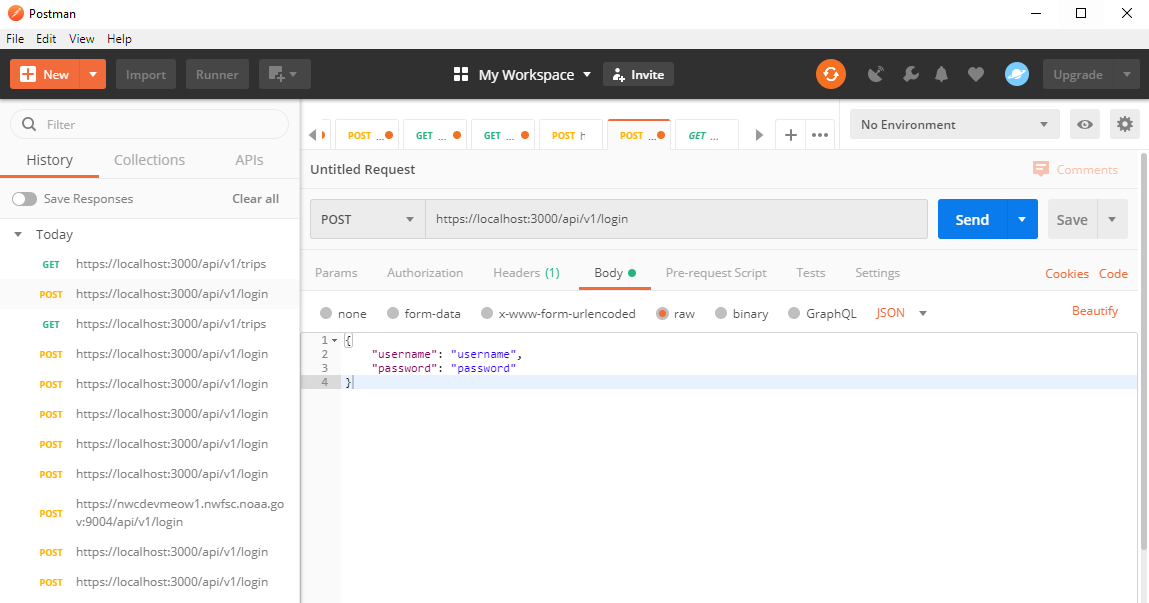 Postman
File Edit View Help
New Import Runner My Workspace Invite Upgrade
Filter
History Collections APIs
Save Responses Clear all
Today
GET https://localhost:3000/api/v1/trips
POST https://localhost:3000/api/v1/login
GET https://localhost:3000/api/v1/trips
POST https://localhost:3000/api/v1/login
POST https://localhost:3000/api/v1/login
POST https://localhost:3000/api/v1/login
POST https://localhost:3000/api/v1/login
POST https://localhost:3000/api/v1/login
POST https://nwcdevmeow1.nwfsc.noaa.go
v:9004/api/v1/login
POST https://localhost:3000/api/v1/login
POST https://localhost:3000/api/v1/login
POST ... GET ... GET ... POST h POST ... GET ... + ••• No Environment
Untitled Request Comments
POST https://localhost:3000/api/v1/login Send Save
Params Authorization Headers (1) Body Pre-request Script Tests Settings Cookies Code
none form-data x-www-form-urlencoded raw binary GraphQL JSON Beautify
1 {
2 "username": "username",
3 "password": "password"
4 }